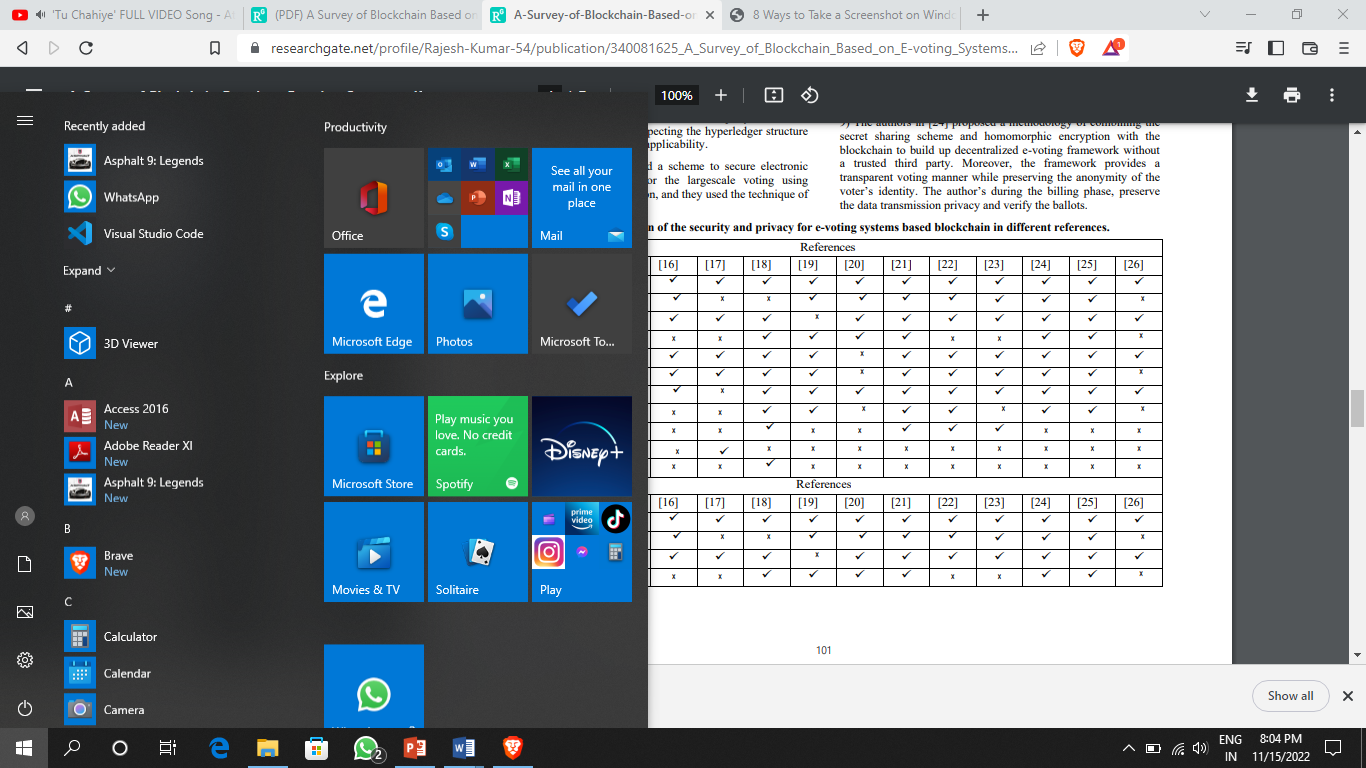 'Tu Chahiye' FULL VIDEO Song - A
(PDF) A Survey of Blockchain Based on
A-Survey-of-Blockchain-Based-on
8 Ways to Take a Screenshot on Wind
researchgate.net/profile/Rajesh-Kumar-54/publication/340081625_A_Survey_of_Blockchain_Based_on_E-voting_Systems...
1
100%
Recently added
Asphalt 9: Legends
WhatsApp
Visual Studio Code
Expand
#
3D Viewer
A
Access 2016
New
Adobe Reader XI
New
Asphalt 9: Legends
New
B
Brave
New
C
Calculator
Calendar
Camera
Productivity
Office
See all your
mail in one
place
Mail
Microsoft Edge
Photos
Microsoft To...
Explore
Microsoft Store
Play music you
love. No credit
cards.
Spotify
Disney+
Movies & TV
Solitaire
prime video
Play
pecting the hyperledger structure
pplicability.
d a scheme to secure electronic
or the largescale voting using
on, and they used the technique of
9) The authors in [24] proposed a methodology of combining the
secret sharing scheme and homomorphic encryption with the
blockchain to build up decentralized e-voting framework without
a trusted third party. Moreover, the framework provides a
transparent voting manner while preserving the anonymity of the
voter's identity. The author's during the billing phase, preserve
the data transmission privacy and verify the ballots.
n of the security and privacy for e-voting systems based blockchain in different references.
References
[16] [17] [18] [19] [20] [21] [22] [23] [24] [25] [26]
✓ ✓ ✓ ✓ ✓ ✓ ✓ ✓ ✓ ✓ ✓
✓ x x ✓ ✓ ✓ ✓ ✓ ✓ ✓ x
✓ ✓ ✓ x ✓ ✓ ✓ ✓ ✓ ✓ ✓
x x ✓ ✓ ✓ ✓ x x ✓ ✓ x
✓ ✓ ✓ ✓ x ✓ ✓ ✓ ✓ ✓ ✓
✓ ✓ ✓ ✓ x ✓ ✓ ✓ ✓ ✓ x
✓ x ✓ ✓ ✓ ✓ ✓ ✓ ✓ ✓ ✓
x x ✓ ✓ x ✓ ✓ x ✓ ✓ x
x x ✓ x x ✓ ✓ ✓ x x x
x ✓ x x x x x x x x x
x x ✓ x x x x x x x x
References
[16] [17] [18] [19] [20] [21] [22] [23] [24] [25] [26]
✓ ✓ ✓ ✓ ✓ ✓ ✓ ✓ ✓ ✓ ✓
✓ x x ✓ ✓ ✓ ✓ ✓ ✓ ✓ x
✓ ✓ ✓ x ✓ ✓ ✓ ✓ ✓ ✓ ✓
x x ✓ ✓ ✓ ✓ x x ✓ ✓ x
101
Show all
2
ENG
IN
8:04 PM
11/15/2022